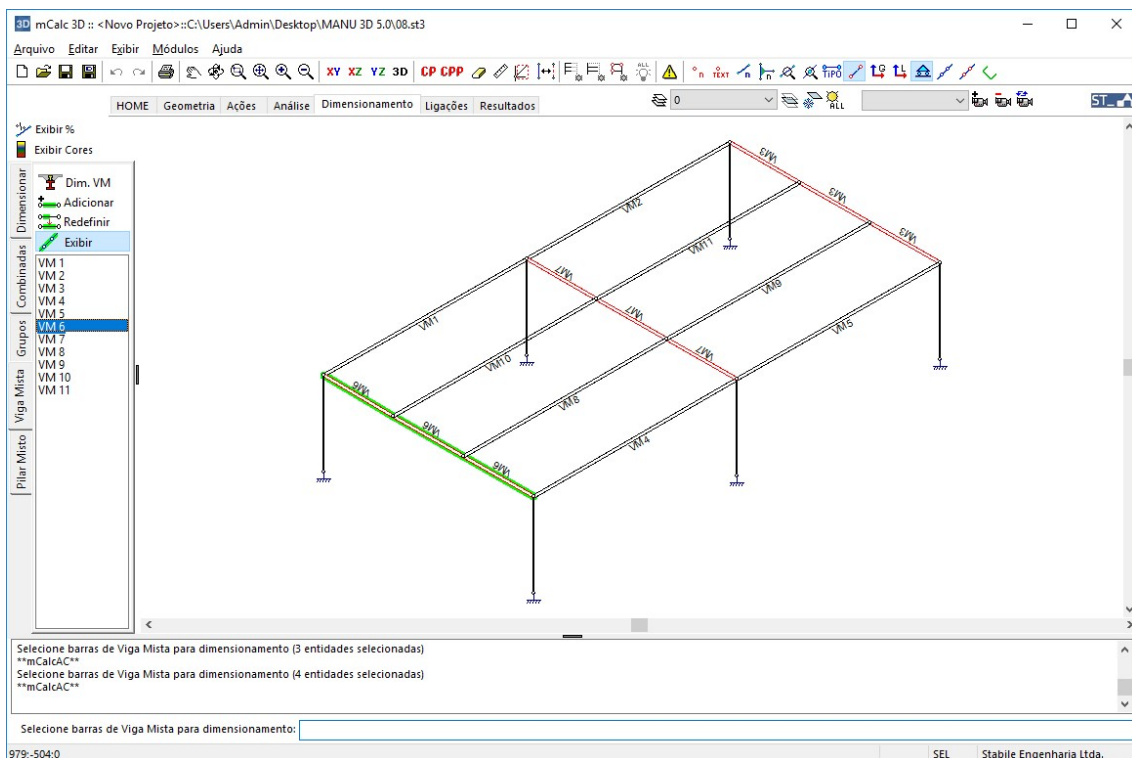 3D mCalc 3D :: <Novo Projeto>::C:\Users\Admin\Desktop\MANU 3D 5.0\08.st3
Arquivo Editar Exibir Módulos Ajuda
XY XZ YZ 3D CP CPP ALL n TEXT n n TIPO G L
HOME Geometria Ações Análise Dimensionamento Ligações Resultados 0 ALL ST_
Exibir %
Exibir Cores
Dimensionar
Combinadas
Grupos
Viga Mista
Pilar Misto
Dim. VM
Adicionar
Redefinir
Exibir
VM 1
VM 2
VM 3
VM 4
VM 5
VM 6
VM 7
VM 8
VM 9
VM 10
VM 11
VM3
VM3
VM3
VM2
VM11
VM9
VM5
VM7
VM7
VM7
VM1
VM10
VM8
VM4
VM6
VM6
VM6
Selecione barras de Viga Mista para dimensionamento (3 entidades selecionadas)
**mCalcAC**
Selecione barras de Viga Mista para dimensionamento (4 entidades selecionadas)
**mCalcAC**
Selecione barras de Viga Mista para dimensionamento:
979;-504;0 SEL Stabile Engenharia Ltda.